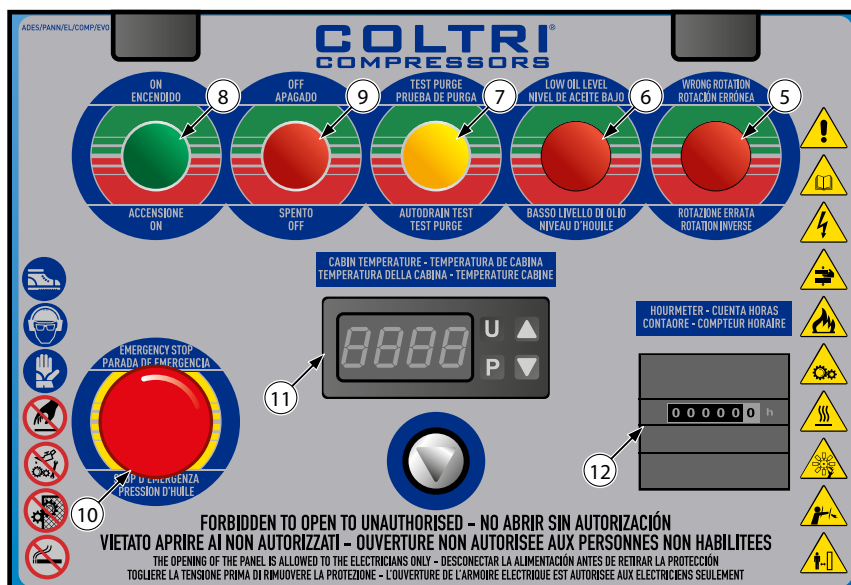 ADES/PANN/EL/COMP/EVO
COLTRI®
COMPRESSORS
ON
ENCENDIDO
8
ACCENSIONE
ON
OFF
APAGADO
9
SPENTO
OFF
TEST PURGE
PRUEBA DE PURGA
7
AUTODRAIN TEST
TEST PURGE
LOW OIL LEVEL
NIVEL DE ACEITE BAJO
6
BASSO LIVELLO DI OLIO
NIVEAU D'HOUILE
WRONG ROTATION
ROTACIÓN ERRÓNEA
5
ROTAZIONE ERRATA
ROTATION INVERSE
CABIN TEMPERATURE - TEMPERATURA DE CABINA
TEMPERATURA DELLA CABINA - TEMPERATURE CABINE
8888
U
P
11
HOURMETER - CUENTA HORAS
CONTAORE - COMPTEUR HORAIRE
000000 h
12
EMERGENCY STOP
PARADA DE EMERGENCIA
STOP D'EMERGENZA
PRESSION D'HUILE
10
FORBIDDEN TO OPEN TO UNAUTHORISED - NO ABRIR SIN AUTORIZACIÓN
VIETATO APRIRE AI NON AUTORIZZATI - OUVERTURE NON AUTORISEE AUX PERSONNES NON HABILITEES
THE OPENING OF THE PANEL IS ALLOWED TO THE ELECTRICIANS ONLY - DESCONECTAR LA ALIMENTACIÓN ANTES DE RETIRAR LA PROTECCIÓN
TOGLIERE LA TENSIONE PRIMA DI RIMUOVERE LA PROTEZIONE - L'OUVERTURE DE L'ARMOIRE ELECTRIQUE EST AUTORISEE AUX ELECTRICIENS SEULEMENT